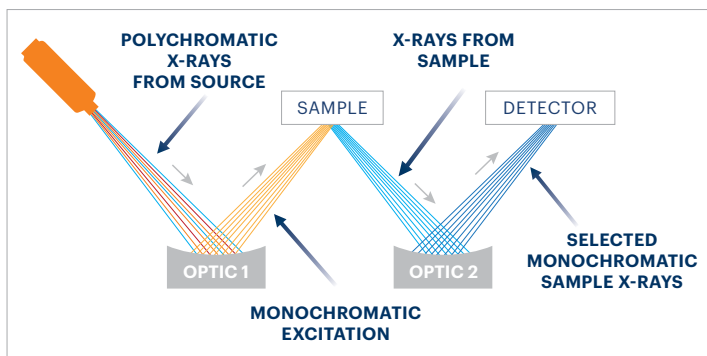 POLYCHROMATIC
X-RAYS
FROM SOURCE
X-RAYS FROM
SAMPLE
SAMPLE
DETECTOR
OPTIC 1
OPTIC 2
MONOCHROMATIC
EXCITATION
SELECTED
MONOCHROMATIC
SAMPLE X-RAYS